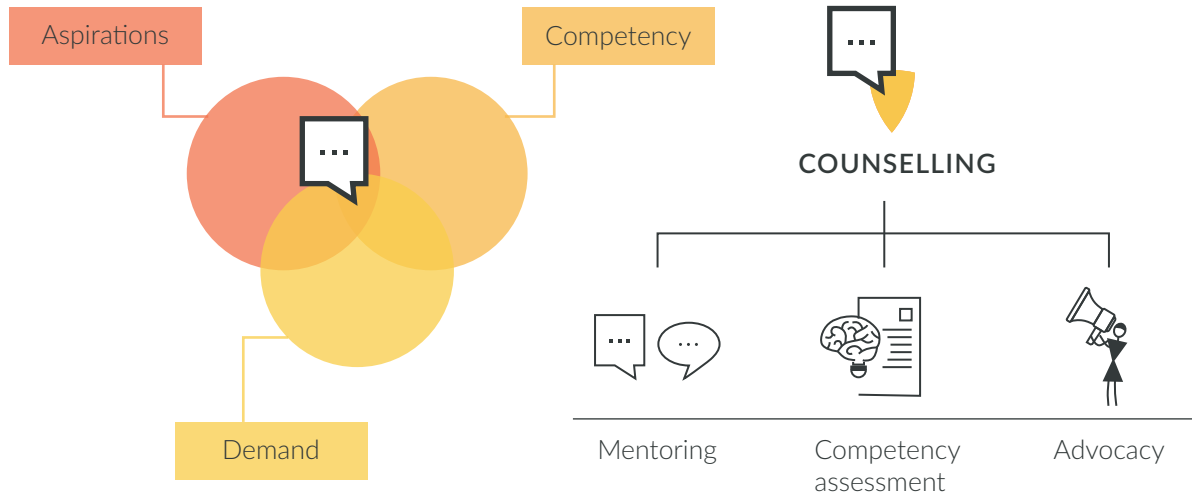 Aspirations
Competency
Demand
COUNSELLING
Mentoring
Competency
assessment
Advocacy